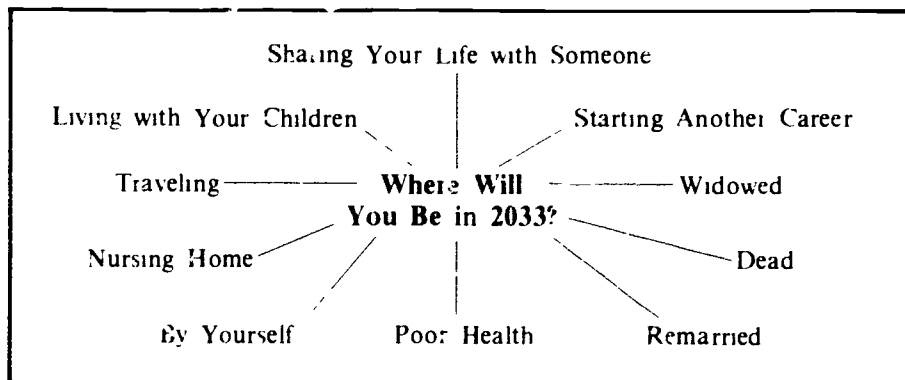 Sharing Your Life with Someone
Living with Your Children
Starting Another Career
Traveling
Where Will
Widowed
You Be in 2033?
Nursing Home
Dead
By Yourself
Poor Health
Remarried